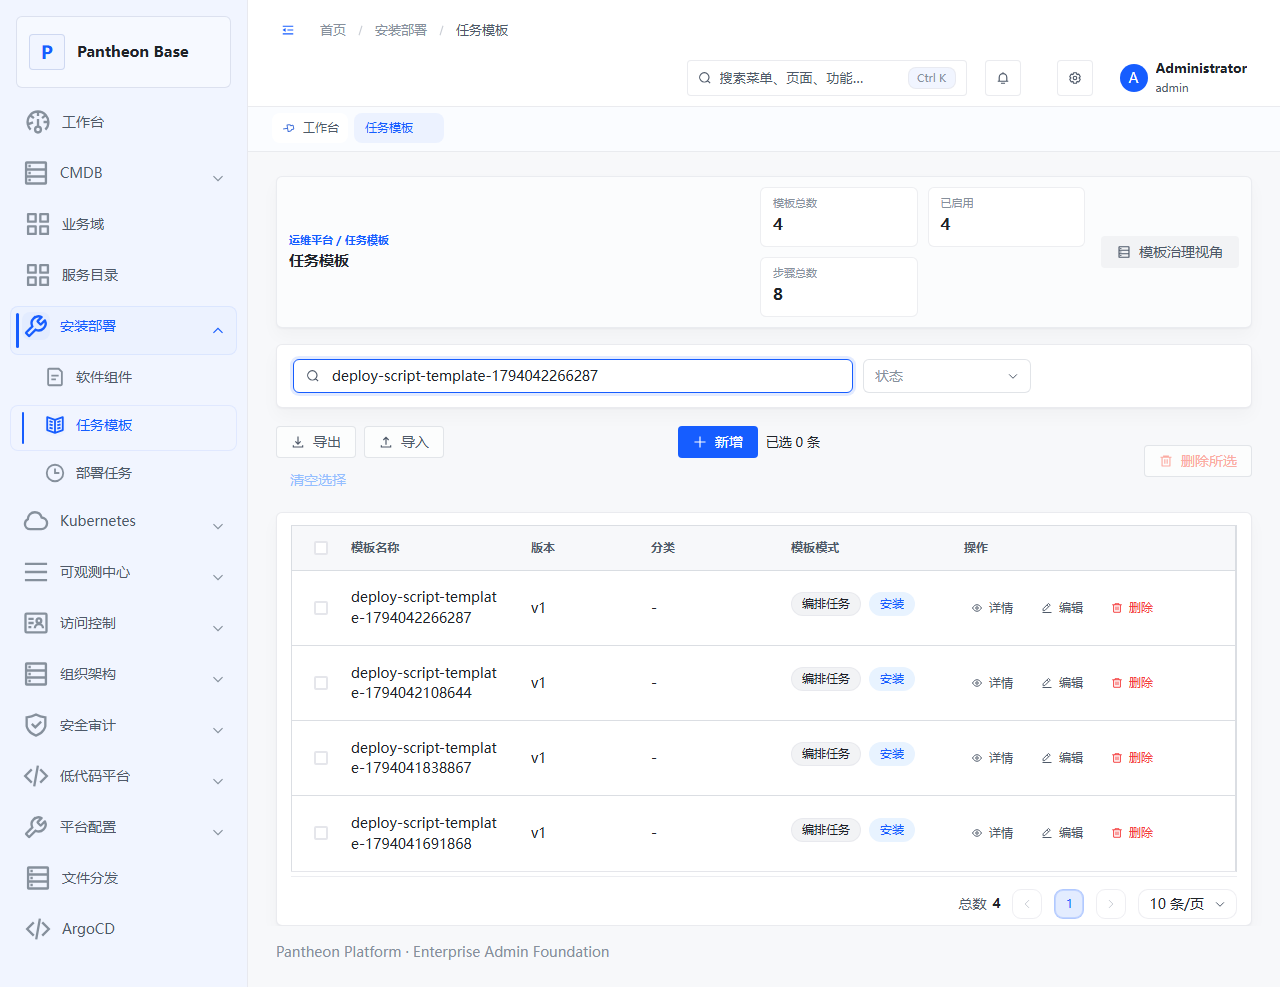 P Pantheon Base
工作台
CMDB
业务域
服务目录
安装部署
软件组件
任务模板
部署任务
Kubernetes
可观测中心
访问控制
组织架构
安全审计
低代码平台
平台配置
文件分发
ArgoCD
首页 / 安装部署 / 任务模板
搜索菜单、页面、功能... Ctrl K
A Administrator
admin
工作台 任务模板
运维平台 / 任务模板
任务模板
模板总数
4
已启用
4
步骤总数
8
模板治理视角
deploy-script-template-1794042266287 状态
导出 导入 新增 已选 0 条
清空选择
删除所选
模板名称 版本 分类 模板模式 操作
deploy-script-templat
e-1794042266287 v1 - 编排任务 安装 详情 编辑 删除
deploy-script-templat
e-1794042108644 v1 - 编排任务 安装 详情 编辑 删除
deploy-script-templat
e-1794041838867 v1 - 编排任务 安装 详情 编辑 删除
deploy-script-templat
e-1794041691868 v1 - 编排任务 安装 详情 编辑 删除
总数 4 1 10 条/页
Pantheon Platform · Enterprise Admin Foundation